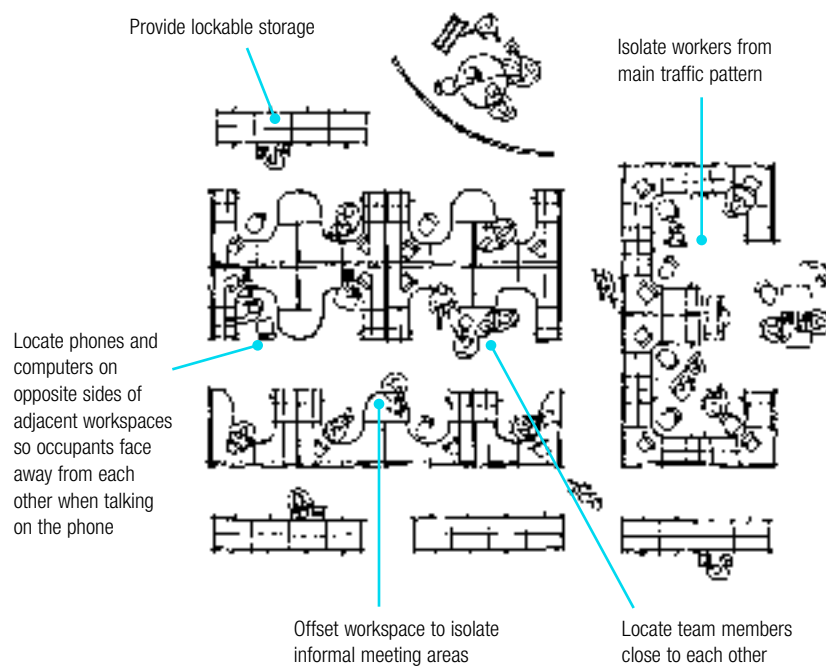 Provide lockable storage
Isolate workers from
main traffic pattern
Locate phones and
computers on
opposite sides of
adjacent workspaces
so occupants face
away from each
other when talking
on the phone
Offset workspace to isolate
informal meeting areas
Locate team members
close to each other